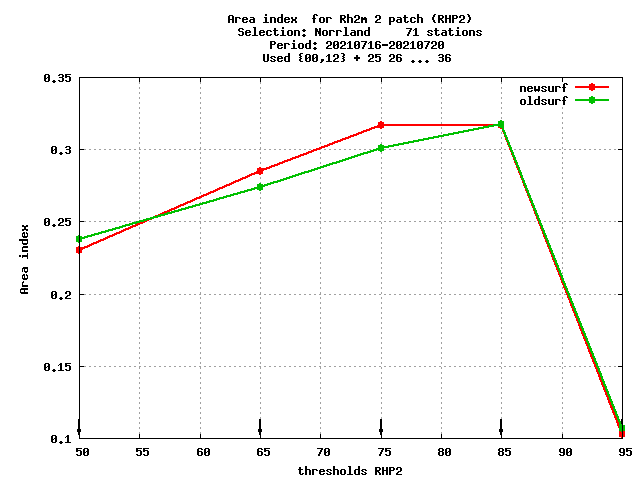 Area index  for Rh2m 2 patch (RHP2)
Selection: Norrland     71 stations
Period: 20210716-20210720
Used {00,12} + 25 26 ... 36
0.35
newsurf
oldsurf
0.3
0.25
Area index
0.2
0.15
0.1
50 55 60 65 70 75 80 85 90 95
thresholds RHP2